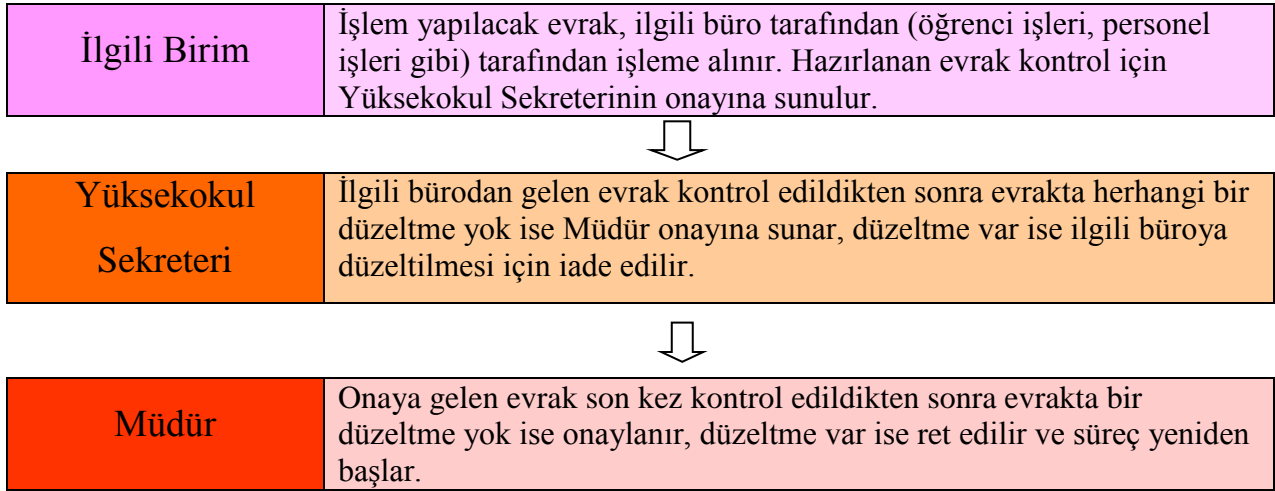 İlgili Birim
İşlem yapılacak evrak, ilgili büro tarafından (öğrenci işleri, personel
işleri gibi) tarafından işleme alınır. Hazırlanan evrak kontrol için
Yüksekokul Sekreterinin onayına sunulur.
Yüksekokul
Sekreteri
İlgili bürodan gelen evrak kontrol edildikten sonra evrakta herhangi bir
düzeltme yok ise Müdür onayına sunar, düzeltme var ise ilgili büroya
düzeltilmesi için iade edilir.
Müdür
Onaya gelen evrak son kez kontrol edildikten sonra evrakta bir
düzeltme yok ise onaylanır, düzeltme var ise ret edilir ve süreç yeniden
başlar.